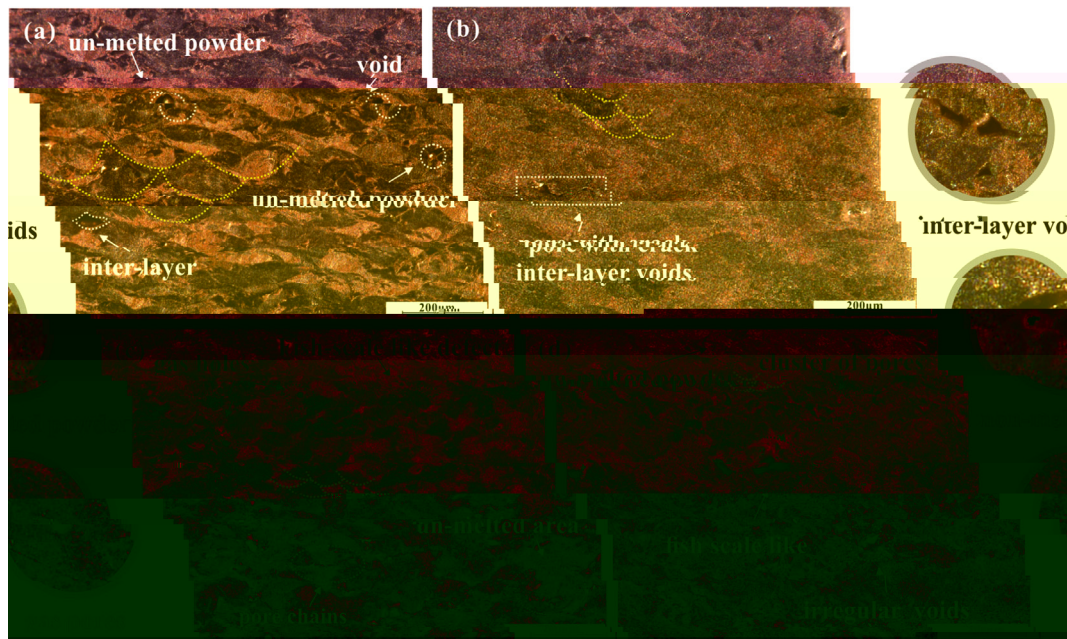 (a)
un-melted powder
void
un-melted powder
inter-layer
200μm
(b)
inter-layer voids
200μm
ids
inter-layer vo
un-melted area
fish scale like
pore chains
irregular voids